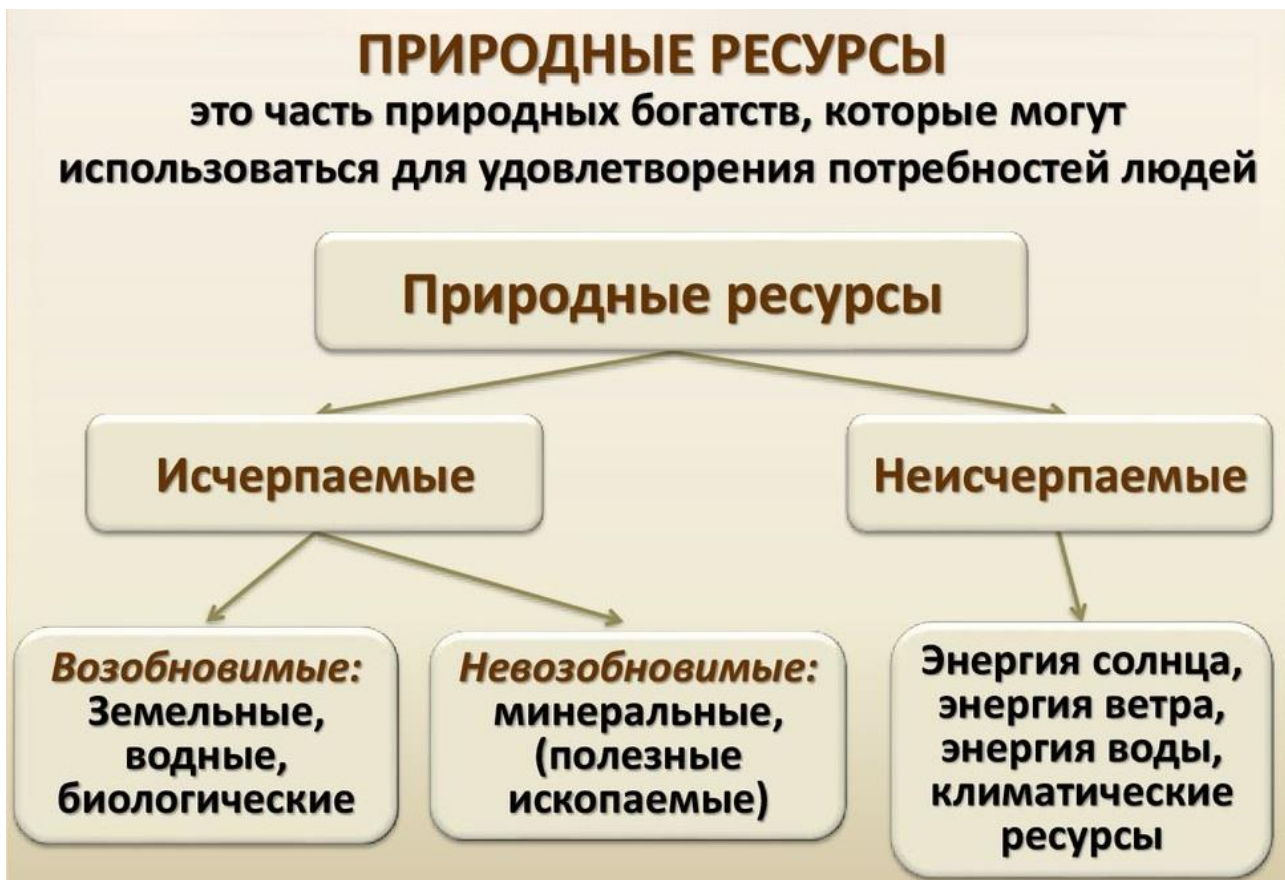 ПРИРОДНЫЕ РЕСУРСЫ
это часть природных богатств, которые могут
использоваться для удовлетворения потребностей людей
Природные ресурсы
Исчерпаемые
Неисчерпаемые
Возобновимые:
Земельные,
водные,
биологические
Невозобновимые:
минеральные,
(полезные
ископаемые)
Энергия солнца,
энергия ветра,
энергия воды,
климатические
ресурсы